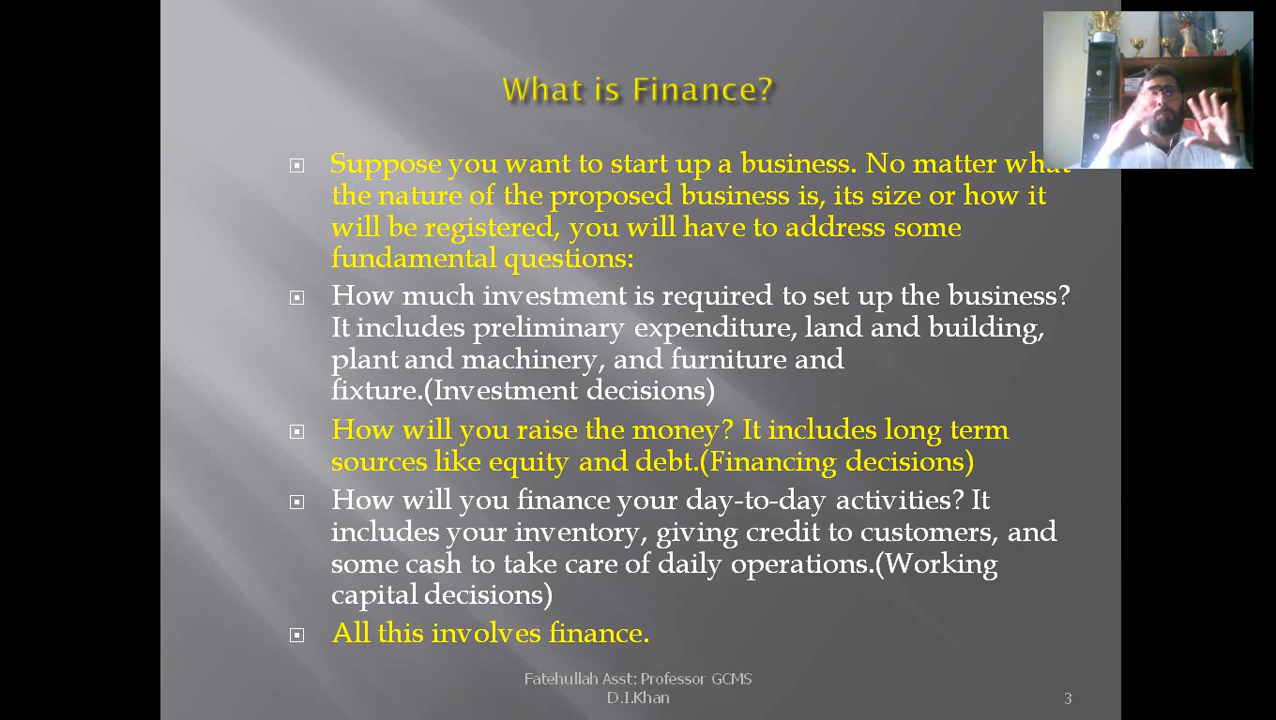 What is Finance?
Suppose you want to start up a business. No matter what
the nature of the proposed business is, its size or how it
will be registered, you will have to address some
fundamental questions:
How much investment is required to set up the business?
It includes preliminary expenditure, land and building,
plant and machinery, and furniture and
fixture.(Investment decisions)
How will you raise the money? It includes long term
sources like equity and debt.(Financing decisions)
How will you finance your day-to-day activities? It
includes your inventory, giving credit to customers, and
some cash to take care of daily operations.(Working
capital decisions)
All this involves finance.
Fatehullah Asst: Professor GCMS
D.I.Khan
3